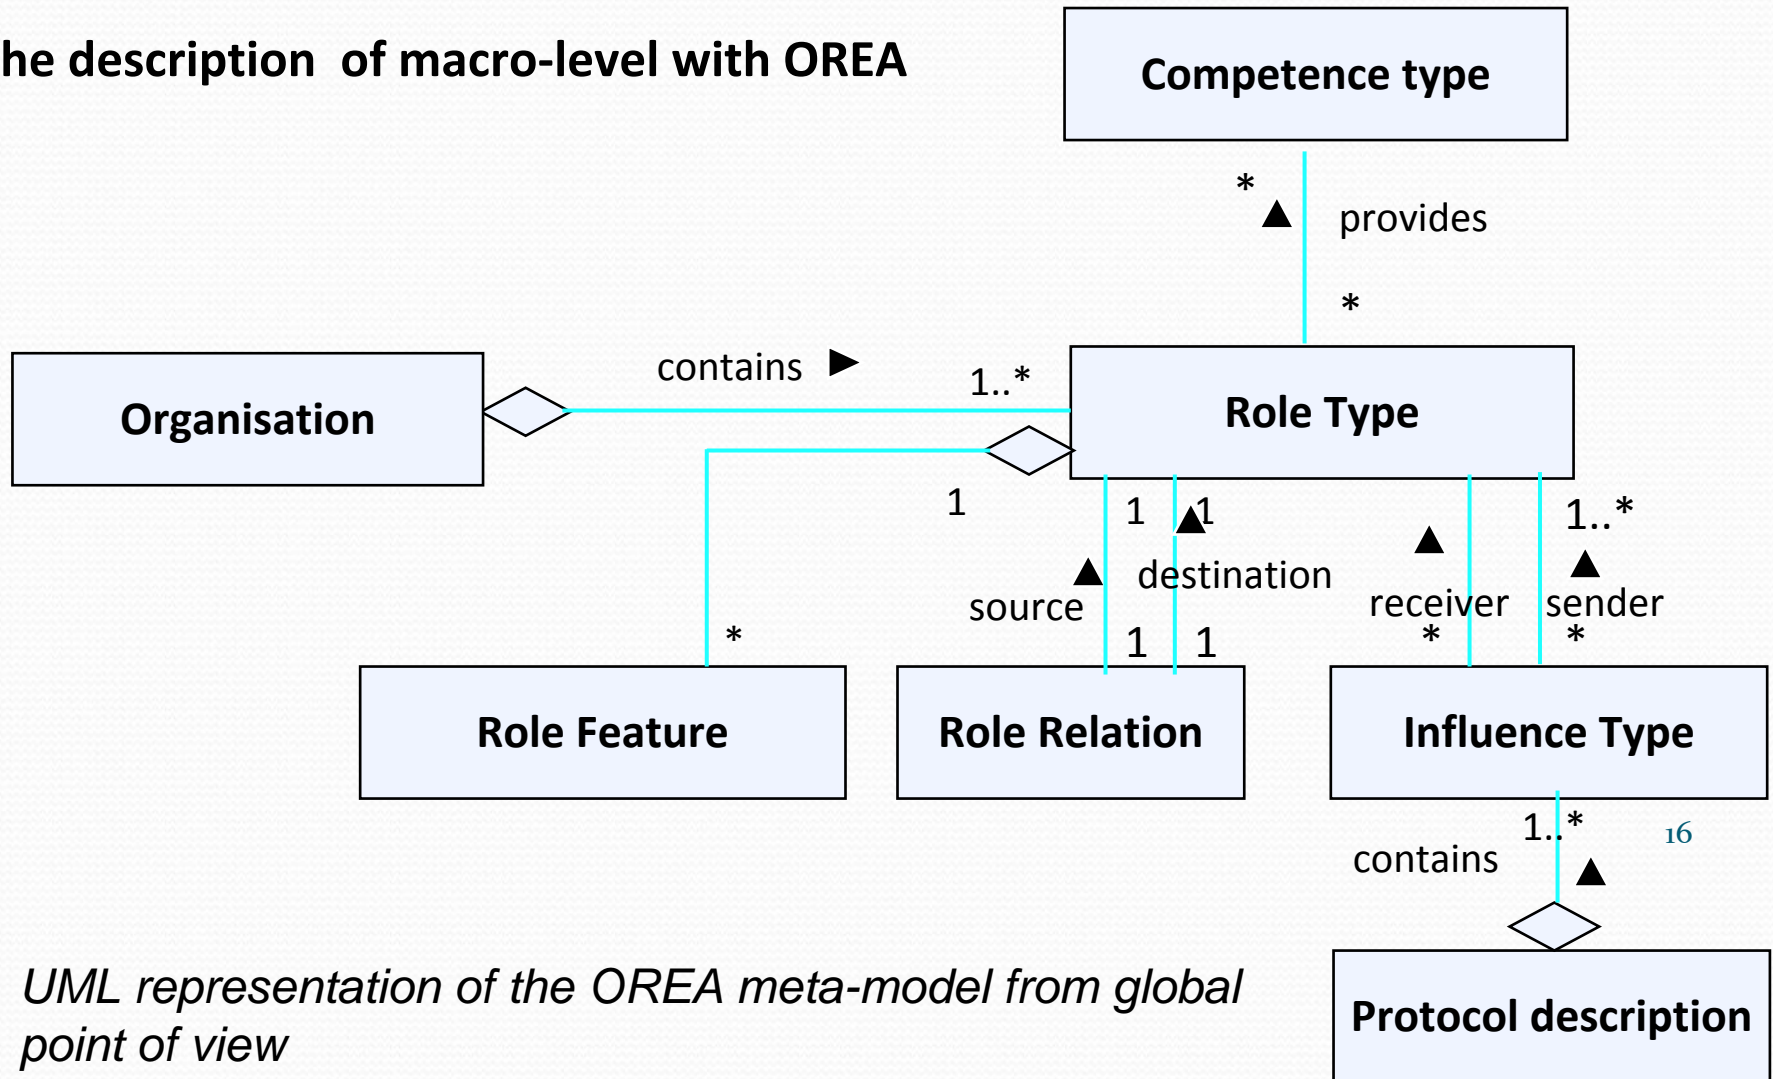 he description of macro-level with OREA
Competence type
*
▲ provides
*
contains ►
1..*
Organisation
Role Type
1
1
▲1
1..*
▲
▲
▲
destination
source
receiver
sender
*
1
1
*
*
Role Feature
Role Relation
Influence Type
1..*
16
contains
▲
UML representation of the OREA meta-model from global
point of view
Protocol description